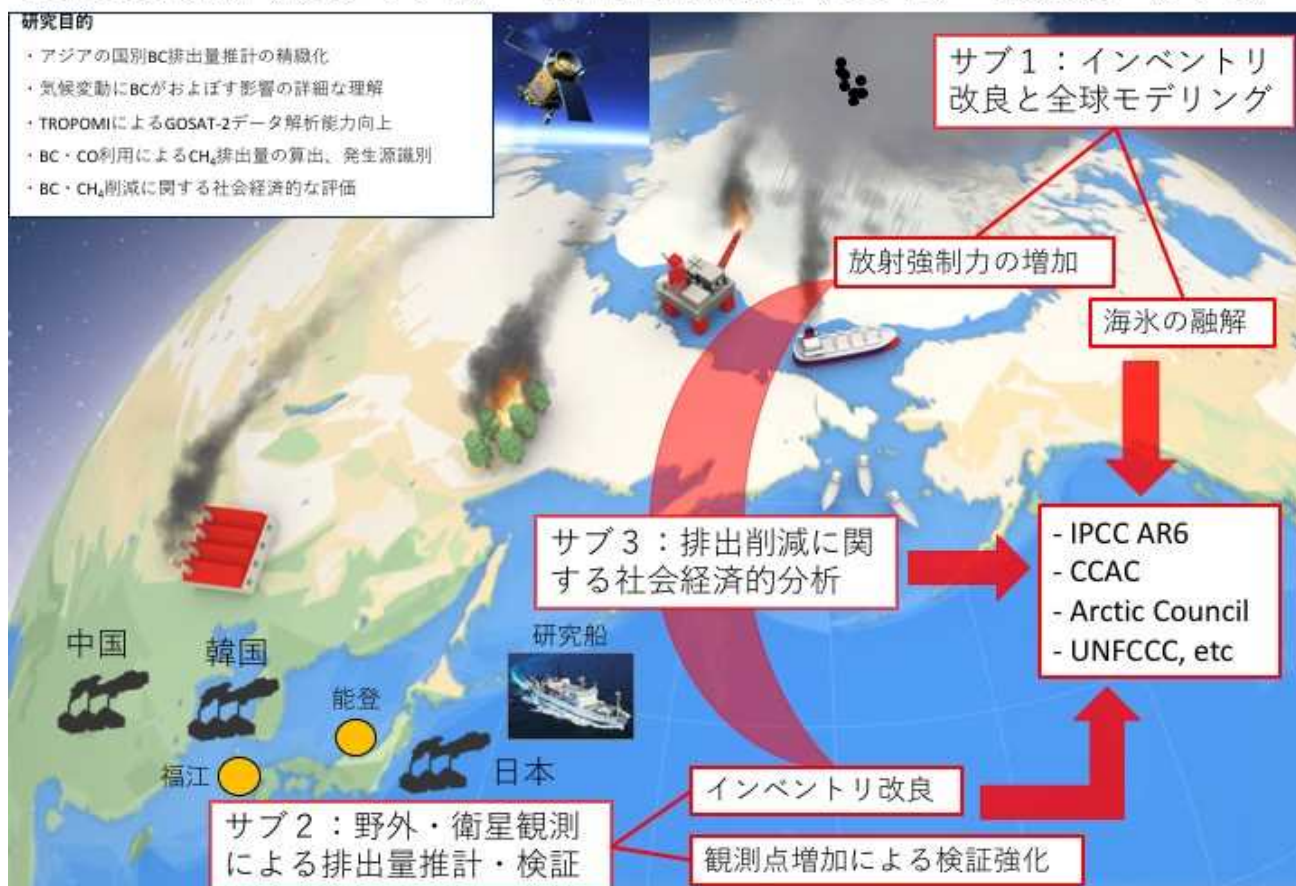 研究目的
・アジアの国別BC排出量推計の精緻化
・気候変動にBCがおよぼす影響の詳細な理解
・TROPOMIによるGOSAT-2データ解析能力向上
・BC・CO利用によるCH₄排出量の算出、発生源識別
・BC・CH₄削減に関する社会経済的な評価
サブ１：インベントリ
改良と全球モデリング
放射強制力の増加
海氷の融解
サブ３：排出削減に関
する社会経済的分析
- IPCC AR6
- CCAC
- Arctic Council
- UNFCCC, etc
中国
韓国
能登
研究船
福江
日本
インベントリ改良
サブ２：野外・衛星観測
による排出量推計・検証
観測点増加による検証強化